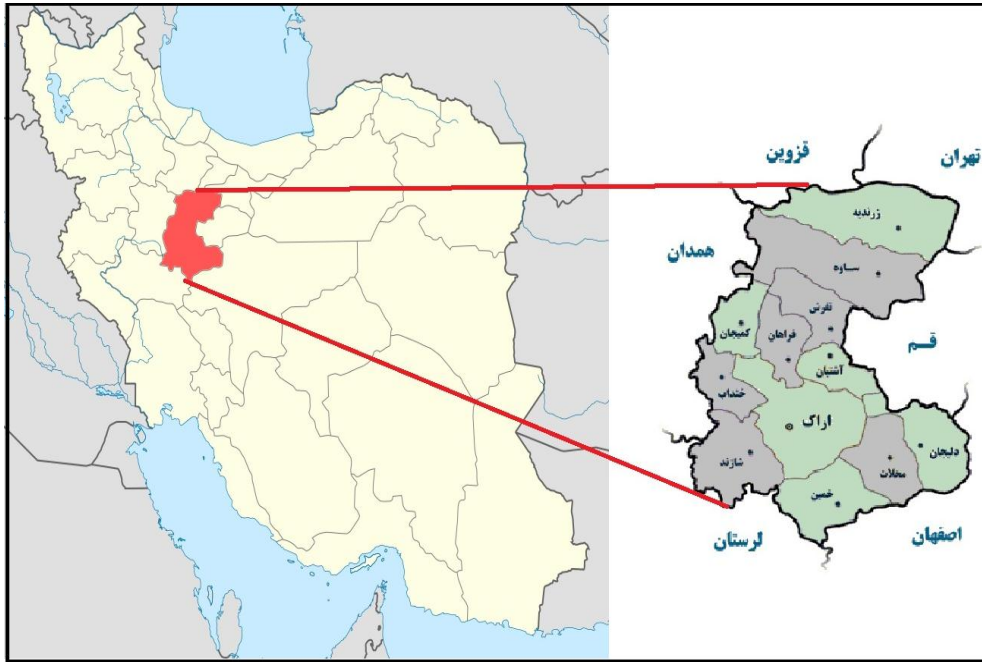 قزوین
تهران
زرندیه
همدان
ساوه
تفرش
کمیجان
فراهان
قم
آشتیان
خنداب
اراک
دلیجان
شازند
محلات
خمین
لرستان
اصفهان